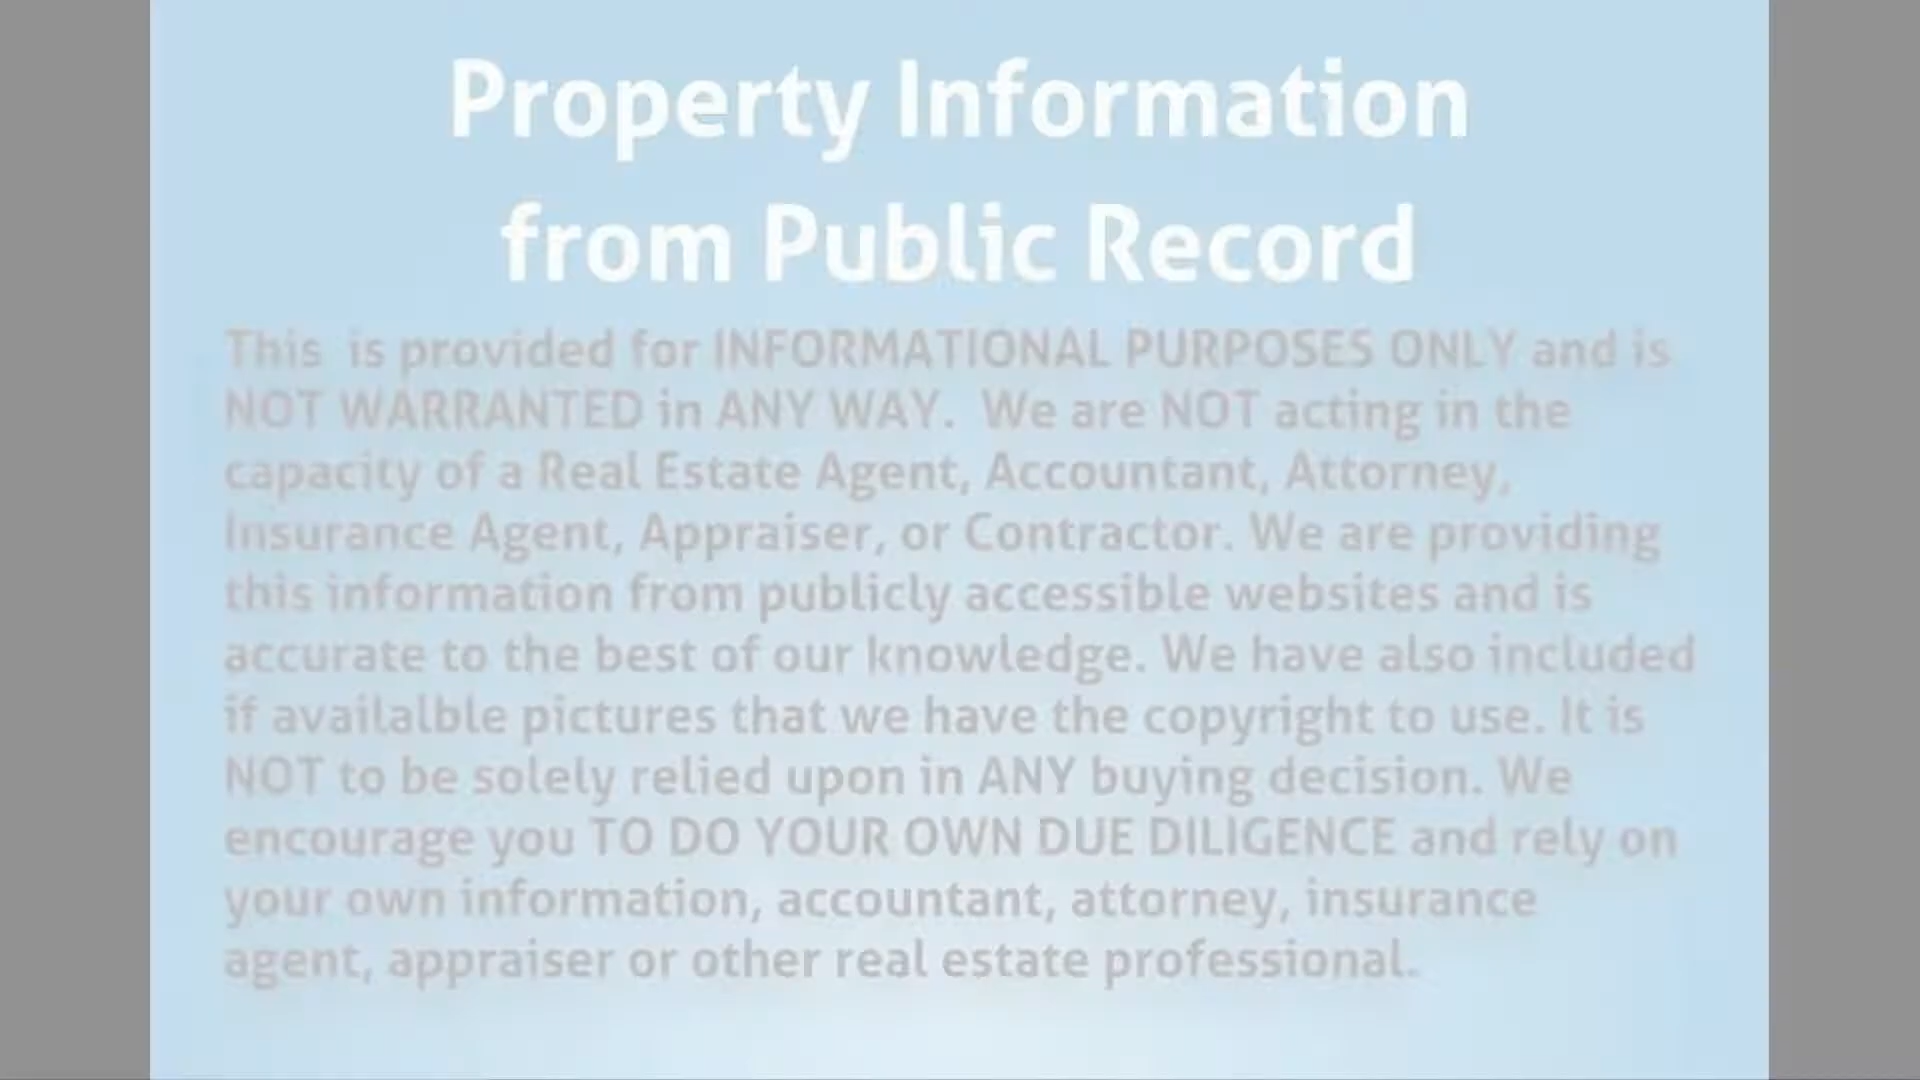 Property Information
from Public Record
This is provided for INFORMATIONAL PURPOSES ONLY and is
NOT WARRANTED in ANY WAY. We are NOT acting in the
capacity of a Real Estate Agent, Accountant, Attorney,
Insurance Agent, Appraiser, or Contractor. We are providing
this information from publicly accessible websites and is
accurate to the best of our knowledge. We have also included
if availalble pictures that we have the copyright to use. It is
NOT to be solely relied upon in ANY buying decision. We
encourage you TO DO YOUR OWN DUE DILIGENCE and rely on
your own information, accountant, attorney, insurance
agent, appraiser or other real estate professional.